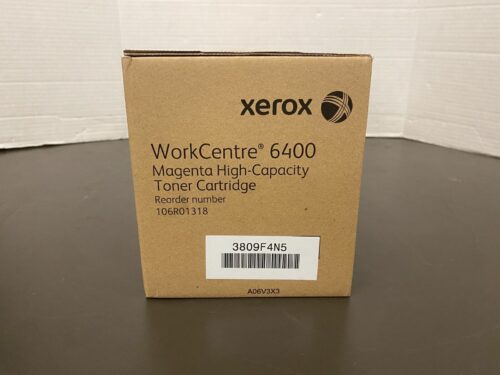 xerox
WorkCentre® 6400
Magenta High-Capacity
Toner Cartridge
Reorder number
106R01318
3809F4N5
A06V3X3